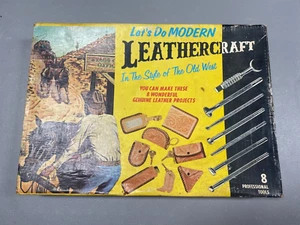 Let's Do MODERN
LEATHERCRAFT
In The Style of The Old West
YOU CAN MAKE THESE
8 WONDERFUL
GENUINE LEATHER PROJECTS
8
PROFESSIONAL
TOOLS